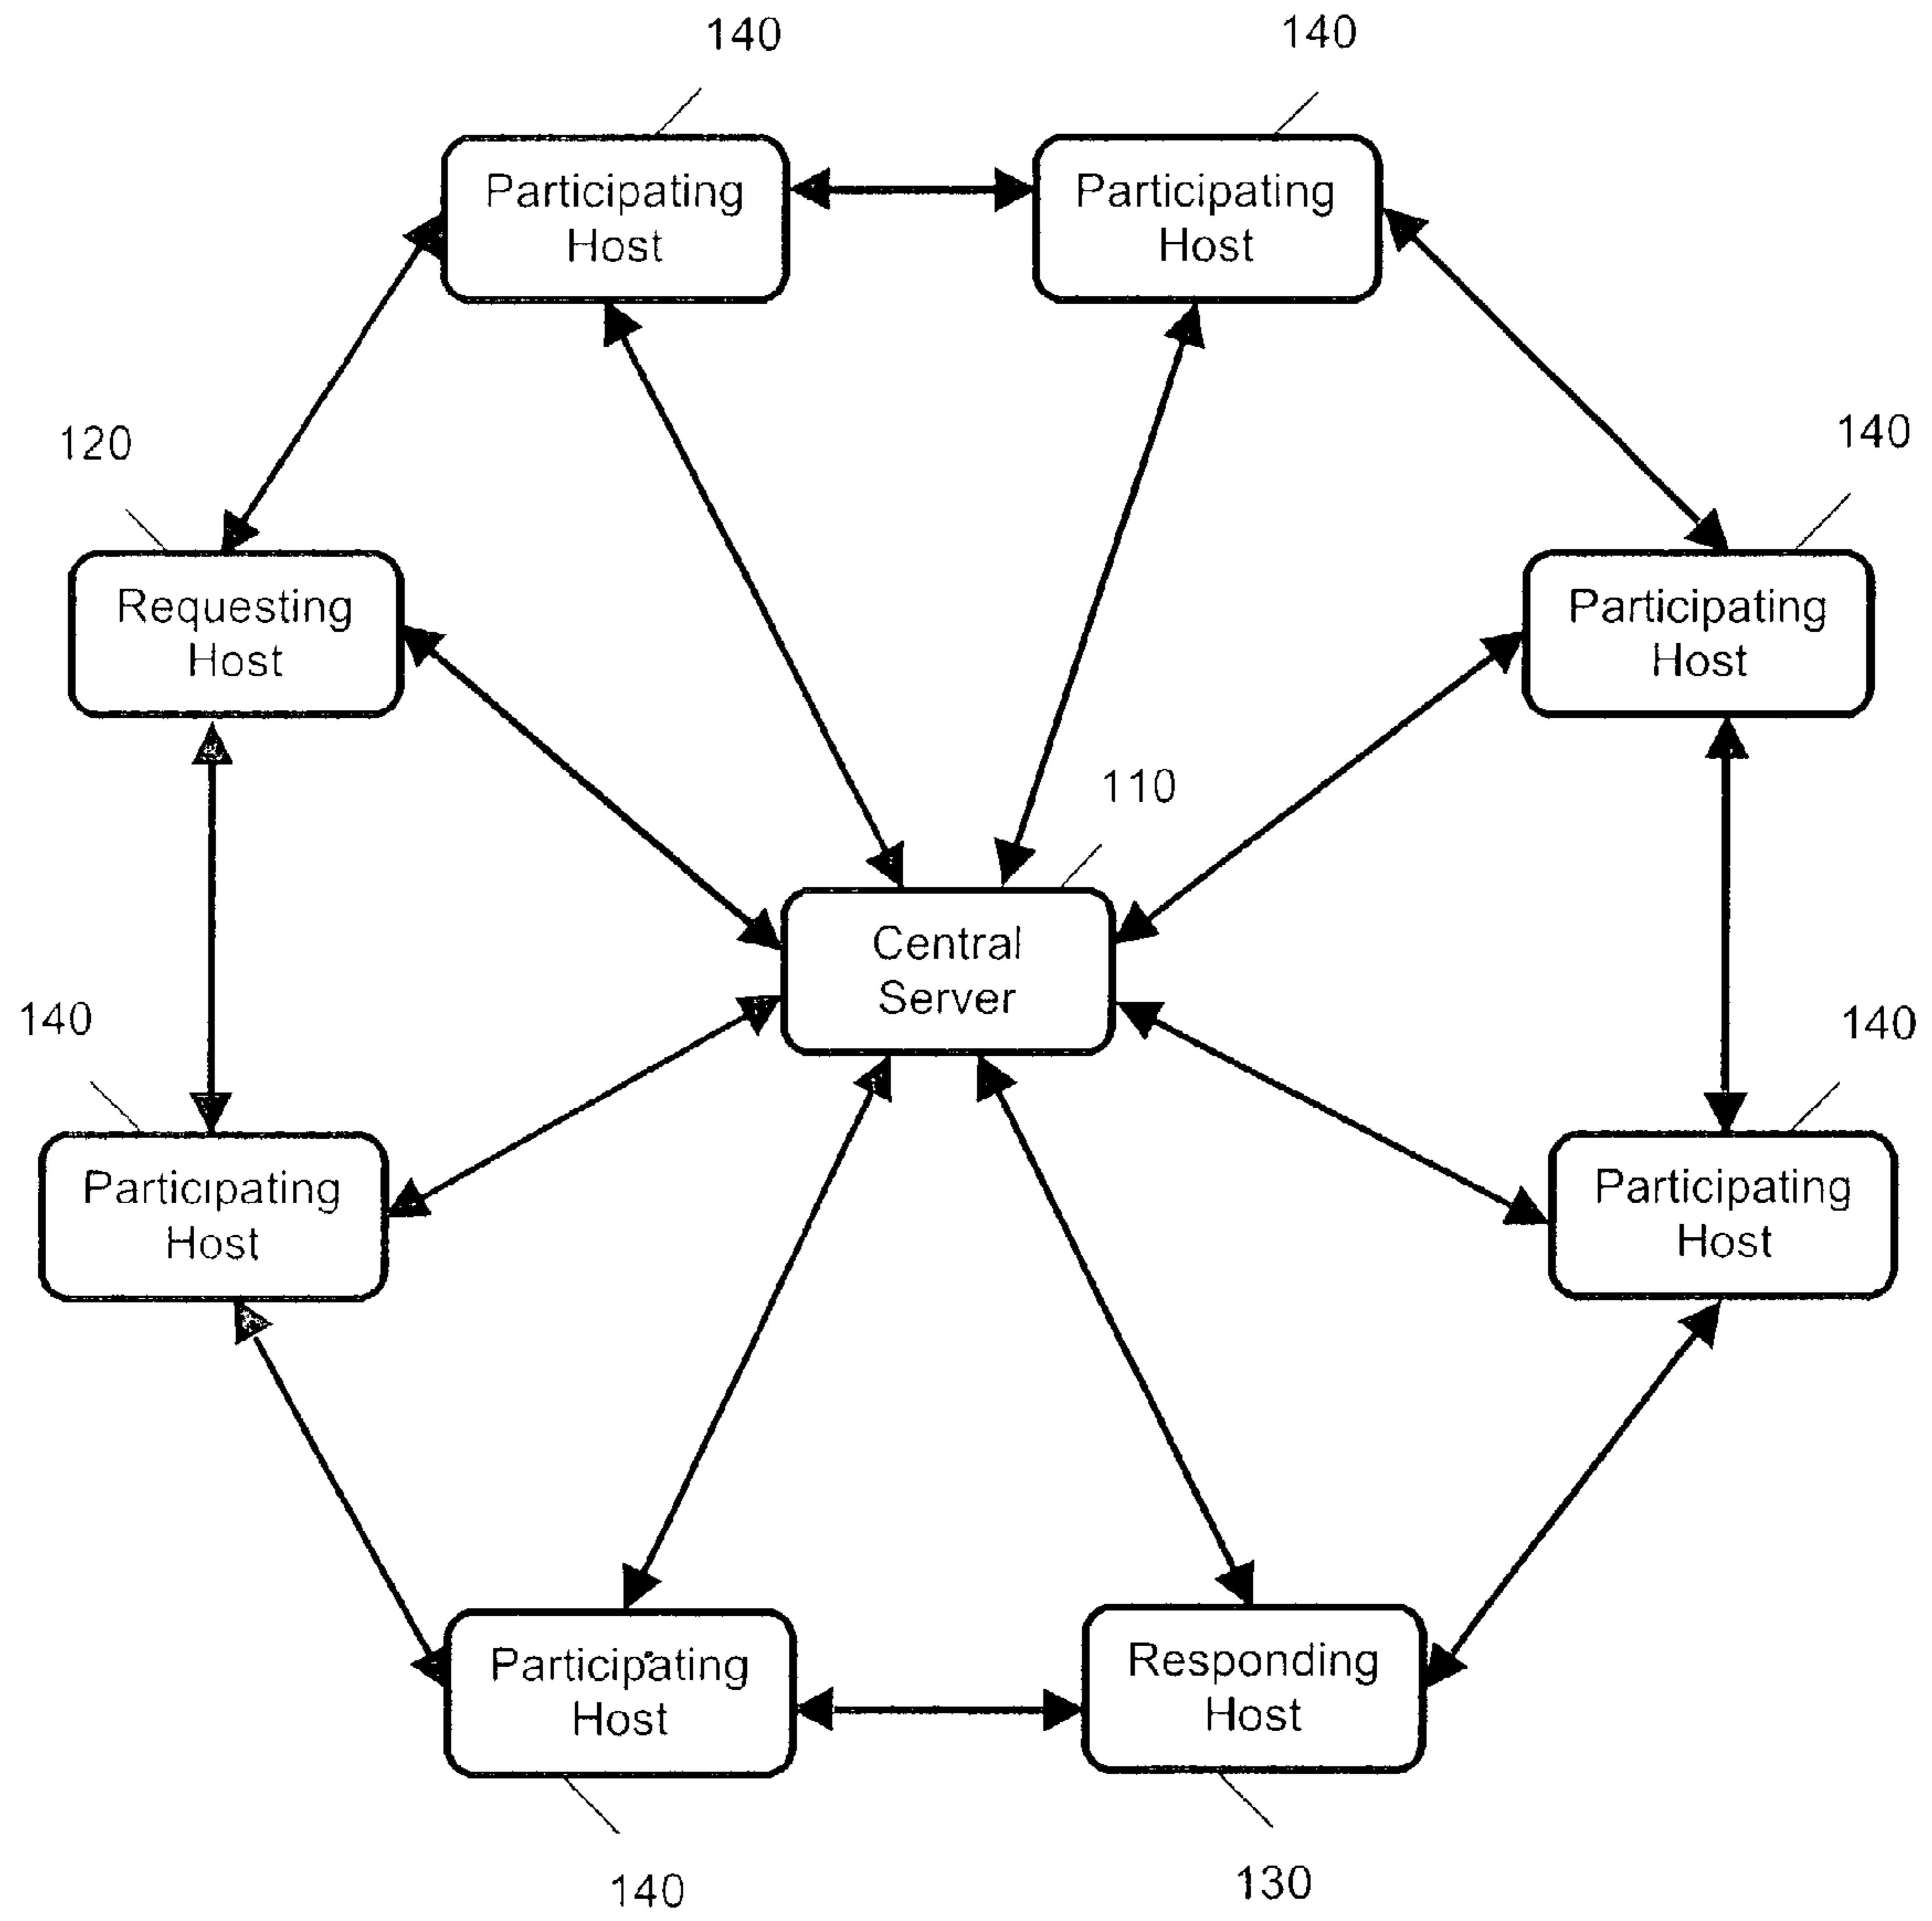 140
140
Participating
Host
Participating
Host
120
140
Requesting
Host
Participating
Host
110
Central
Server
140
140
Participating
Host
Participating
Host
Participating
Host
Responding
Host
140
130